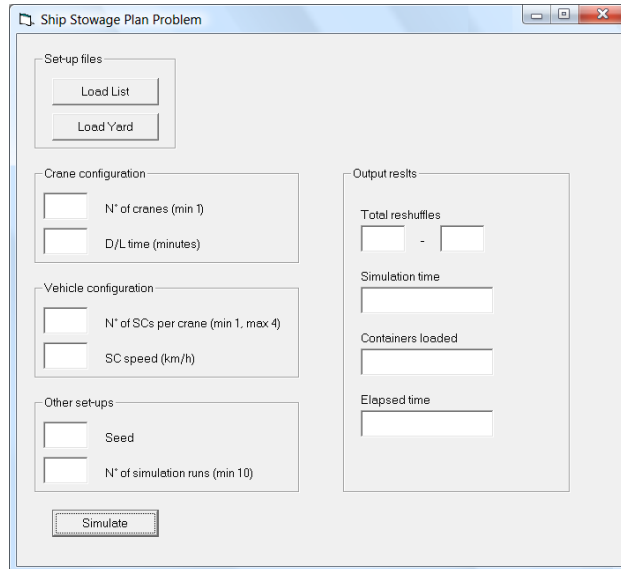 Ship Stowage Plan Problem
Set-up files
Load List
Load Yard
Crane configuration
N° of cranes (min 1)
D/L time (minutes)
Vehicle configuration
N° of SCs per crane (min 1, max 4)
SC speed (km/h)
Other set-ups
Seed
N° of simulation runs (min 10)
Simulate
Output reslts
Total reshuffles
-
Simulation time
Containers loaded
Elapsed time